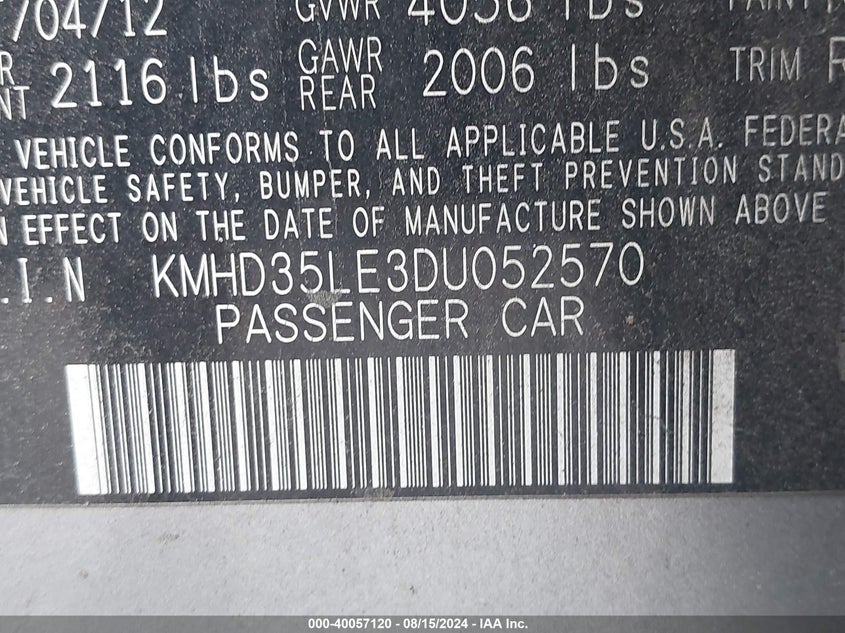 /04/12 GVWR 4056 lbs
2116 lbs GAWR REAR 2006 lbs TRIM
VEHICLE CONFORMS TO ALL APPLICABLE U.S.A.
VEHICLE SAFETY, BUMPER, AND THEFT PREVENTION
EFFECT ON THE DATE OF MANUFACTURE SHOWN ABOVE
.I.N KMHD35LE3DU052570
PASSENGER CAR
000-40057120 - 08/15/2024 - IAA Inc.